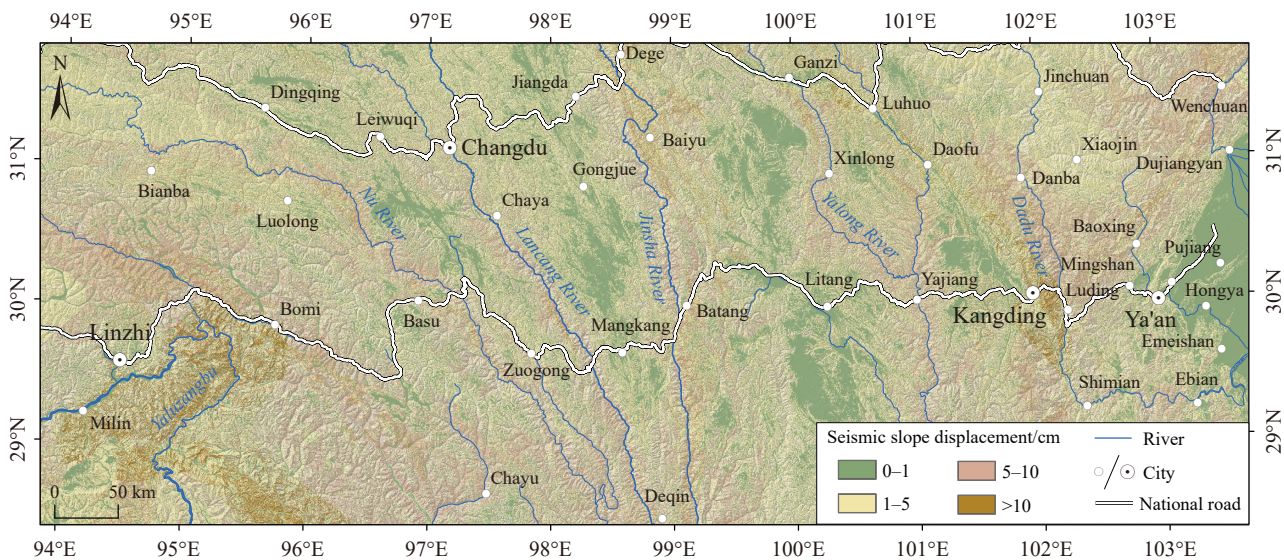 94°E 95°E 96°E 97°E 98°E 99°E 100°E 101°E 102°E 103°E
N
Dege
Ganzi
Jinchuan
Jiangda
Dingqing
Wenchuan
Luhuo
Leiwuqi
Changdu
Baiyu
Xinlong
Daofu
Xiaojin
Dujiangyan
31°N
31°N
Bianba
Gongjue
Danba
Luolong
Nu River
Chaya
Lancang River
Jinsha River
Yalong River
Dadu River
Baoxing
Pujiang
Mingshan
30°N
30°N
Linzhi
Bomi
Basu
Mangkang
Batang
Litang
Yajiang
Kangding
Luding
Ya'an
Hongya
Emeishan
Zuogong
Yaluzangbu
Milin
Shimian
Ebian
29°N
29°N
Chayu
Deqin
0 50 km
Seismic slope displacement/cm
0–1
1–5
5–10
>10
River
City
National road
94°E 95°E 96°E 97°E 98°E 99°E 100°E 101°E 102°E 103°E